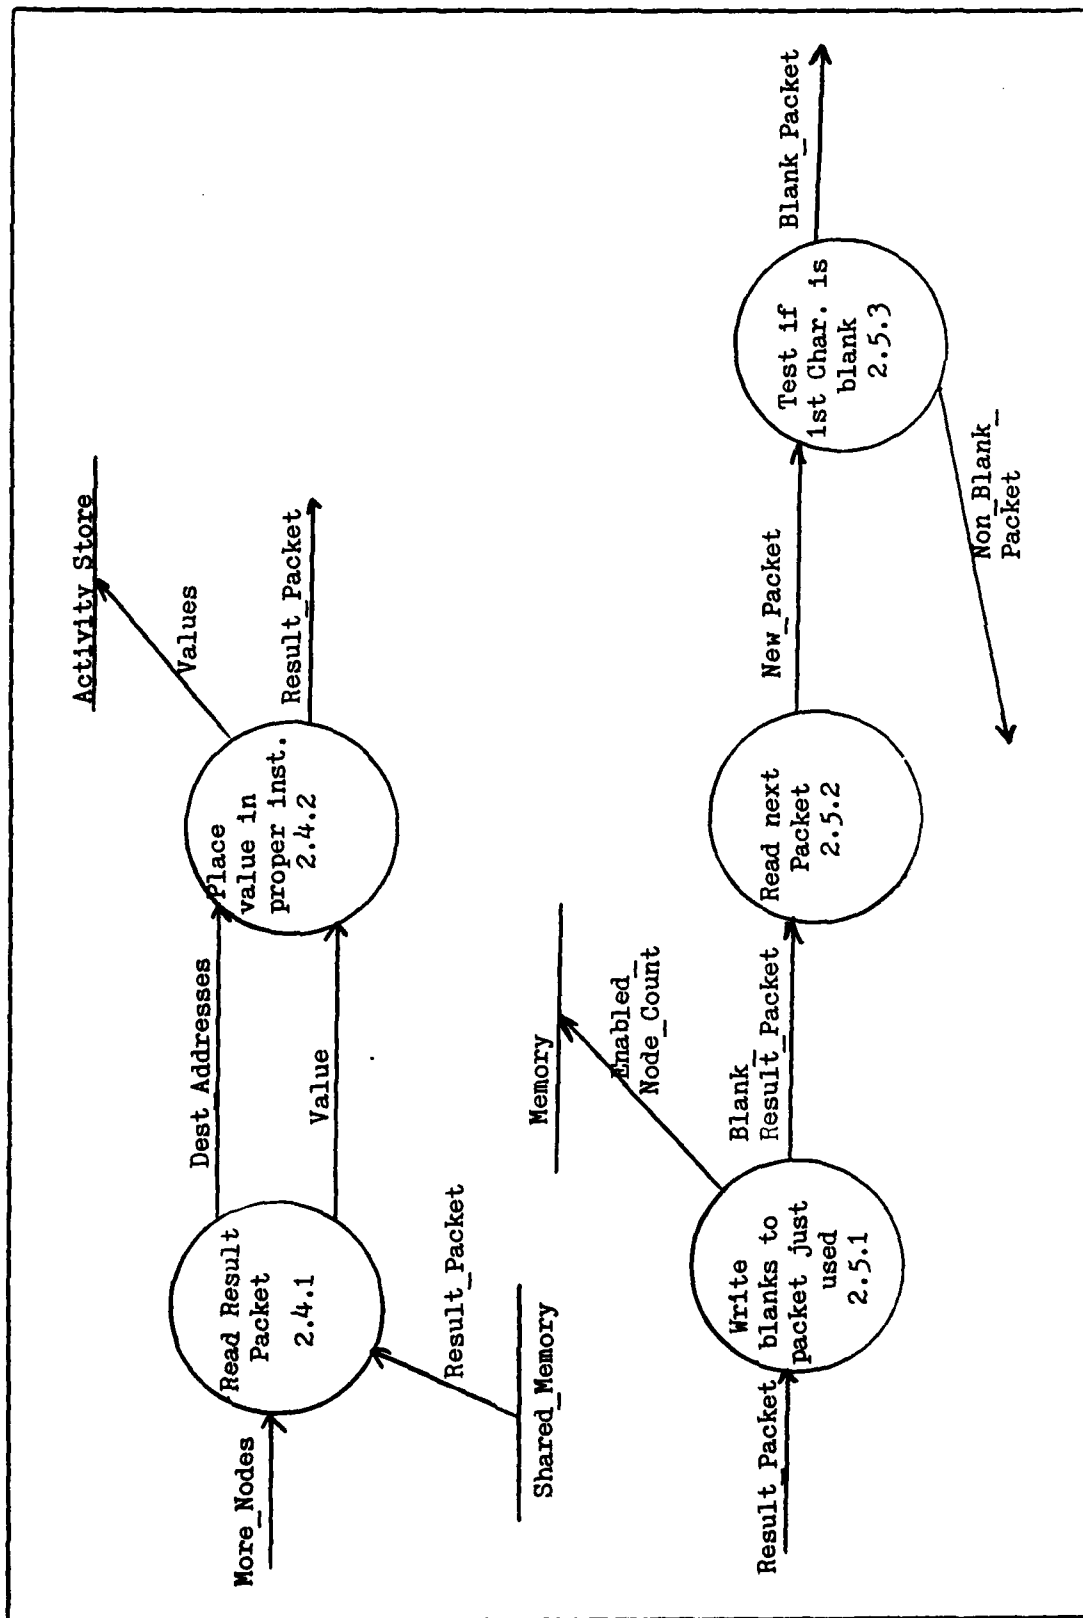 Activity Store
Values
Dest Addresses
Place
value in
proper inst.
2.4.2
Result_Packet
More_Nodes
Read Result
Packet
2.4.1
Value
Result_Packet
Shared_Memory
Memory
Enabled_
Node_Count
Result_Packet
Write
blanks to
packet just
used
2.5.1
Blank_
Result_Packet
Read next
Packet
2.5.2
New_Packet
Test if
1st Char. is
blank
2.5.3
Blank_Packet
Non_Blank_
Packet